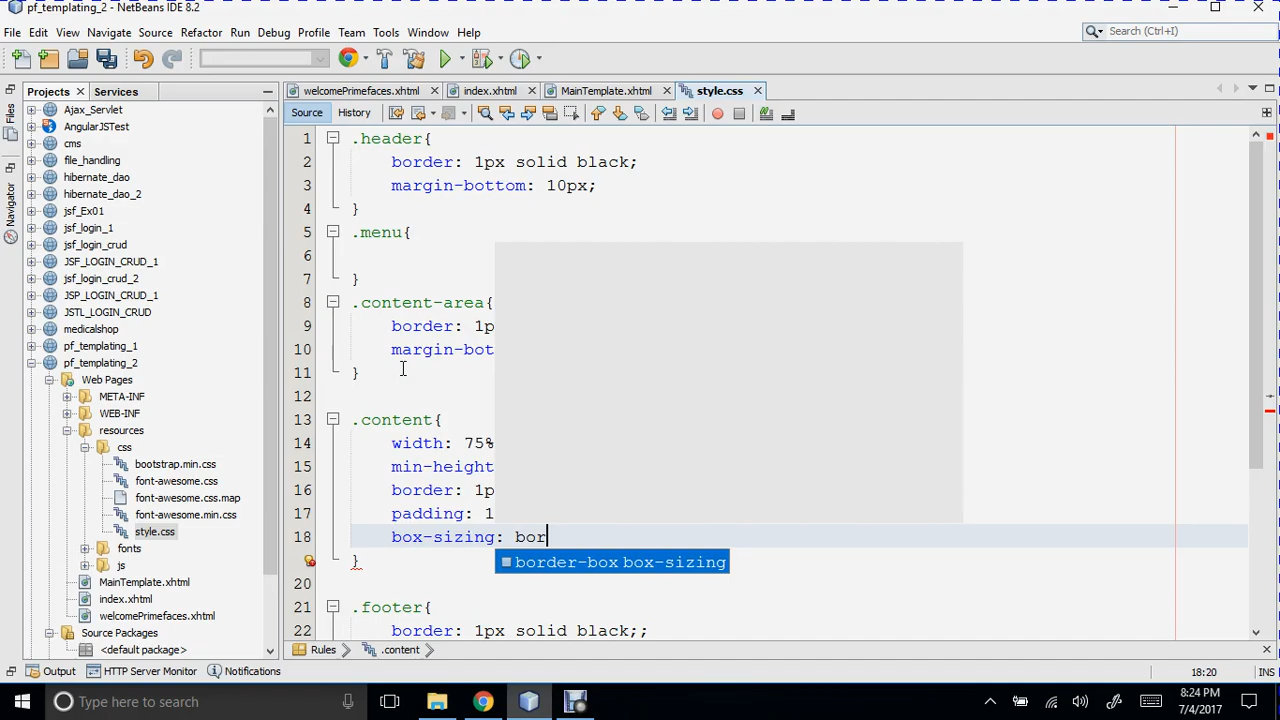 pf_templating_2 - NetBeans IDE 8.2
File Edit View Navigate Source Refactor Run Debug Profile Team Tools Window Help
Search (Ctrl+I)
Projects Services
welcomePrimefaces.xhtml index.xhtml MainTemplate.xhtml style.css
Source History
Files
Navigator
Ajax_Servlet
AngularJSTest
cms
file_handling
hibernate_dao
hibernate_dao_2
jsf_Ex01
jsf_login_1
jsf_login_crud
JSF_LOGIN_CRUD_1
jsf_login_crud_2
JSP_LOGIN_CRUD_1
JSTL_LOGIN_CRUD
medicalshop
pf_templating_1
pf_templating_2
Web Pages
META-INF
WEB-INF
resources
css
bootstrap.min.css
font-awesome.css
font-awesome.css.map
font-awesome.min.css
style.css
fonts
js
MainTemplate.xhtml
index.xhtml
welcomePrimefaces.xhtml
Source Packages
<default package>
1 .header{
2 border: 1px solid black;
3 margin-bottom: 10px;
4 }
5 .menu{
6
7 }
8 .content-area{
9 border: 1p
10 margin-bot
11 }
12
13 .content{
14 width: 75%
15 min-height
16 border: 1p
17 padding: 1
18 box-sizing: bor
border-box box-sizing
}
20
21 .footer{
22 border: 1px solid black;;
Rules .content
Output HTTP Server Monitor Notifications
18:20 INS
Type here to search
8:24 PM
7/4/2017